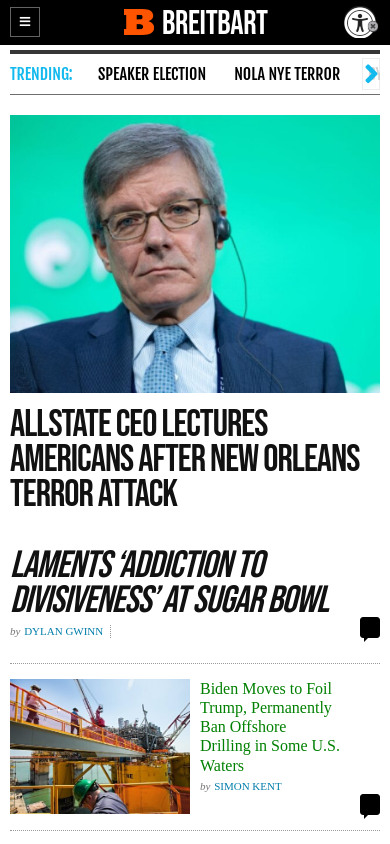 BREITBART
TRENDING: SPEAKER ELECTION NOLA NYE TERROR
ALLSTATE CEO LECTURES
AMERICANS AFTER NEW ORLEANS
TERROR ATTACK
LAMENTS ‘ADDICTION TO
DIVISIVENESS’ AT SUGAR BOWL
by DYLAN GWINN
Biden Moves to Foil
Trump, Permanently
Ban Offshore
Drilling in Some U.S.
Waters
by SIMON KENT